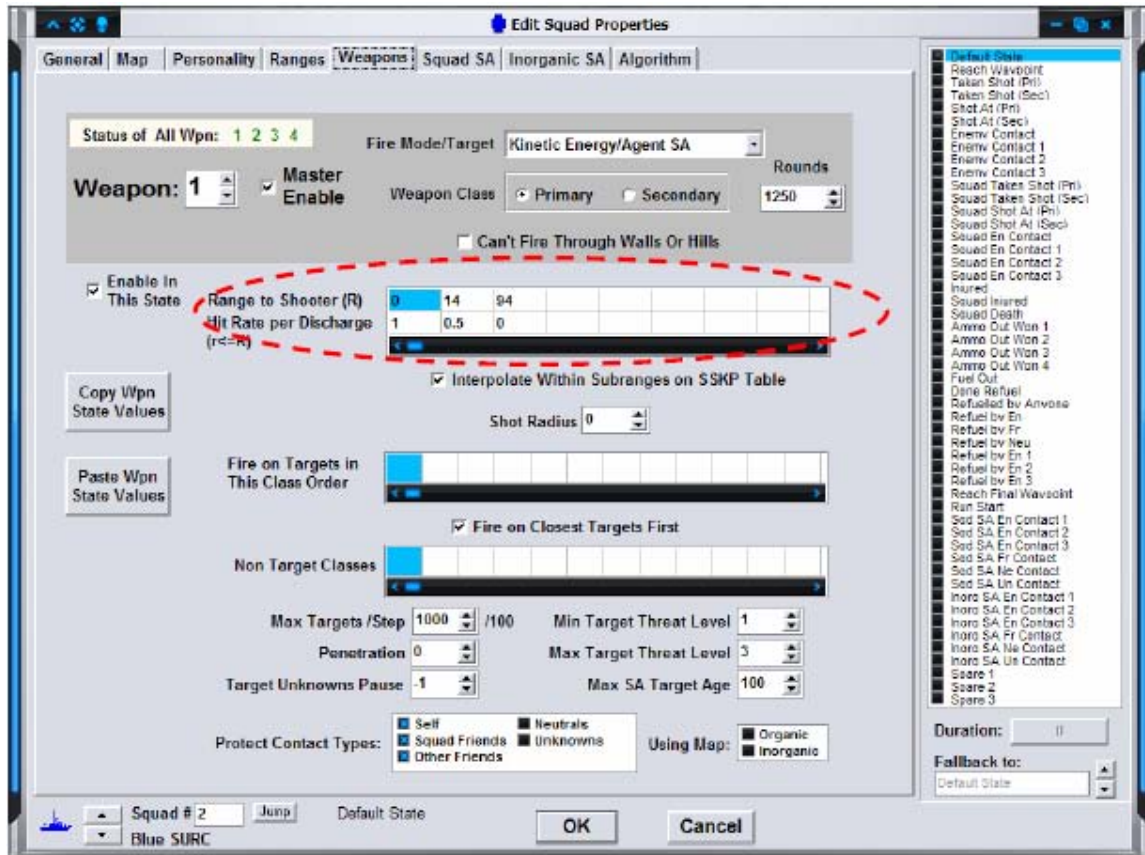 Edit Squad Properties
General Map Personality Ranges Weapons Squad SA Inorganic SA Algorithm
Status of All Wpn: 1 2 3 4
Fire Mode/Target Kinetic Energy/Agent SA
Weapon: 1
Master Enable
Weapon Class Primary Secondary
Rounds
1250
Can't Fire Through Walls Or Hills
Enable In
This State
Range to Shooter (R) 0 14 94
Hit Rate per Discharge 1 0.5 0
(r<=R)
Interpolate Within Subranges on SSKP Table
Copy Wpn
State Values
Shot Radius 0
Paste Wpn
State Values
Fire on Targets in
This Class Order
Fire on Closest Targets First
Non Target Classes
Max Targets /Step 1000 /100 Min Target Threat Level 1
Penetration 0 Max Target Threat Level 3
Target Unknowns Pause -1 Max SA Target Age 100
Protect Contact Types:
Self Neutrals
Squad Friends Unknowns
Other Friends
Using Map:
Organic
Inorganic
Squad # 2 Jump Default State
Blue SURC
OK Cancel
Default State
Reach Waypoint
Taken Shot (Pri)
Taken Shot (Sec)
Shot At (Pri)
Shot At (Sec)
Enemy Contact
Enemy Contact 1
Enemy Contact 2
Enemy Contact 3
Squad Taken Shot (Pri)
Squad Taken Shot (Sec)
Squad Shot At (Pri)
Squad Shot At (Sec)
Squad En Contact
Squad En Contact 1
Squad En Contact 2
Squad En Contact 3
Injured
Squad Injured
Squad Death
Ammo Out Wpn 1
Ammo Out Wpn 2
Ammo Out Wpn 3
Ammo Out Wpn 4
Fuel Out
Done Refuel
Refuelled by Anyone
Refuel by En
Refuel by Fr
Refuel by Neu
Refuel by En 1
Refuel by En 2
Refuel by En 3
Reach Final Waypoint
Run Start
Sqd SA En Contact 1
Sqd SA En Contact 2
Sqd SA En Contact 3
Sqd SA Fr Contact
Sqd SA Ne Contact
Sqd SA Un Contact
Inorg SA En Contact 1
Inorg SA En Contact 2
Inorg SA En Contact 3
Inorg SA Fr Contact
Inorg SA Ne Contact
Inorg SA Un Contact
Spare 1
Spare 2
Spare 3
Duration:
Fallback to:
Default State